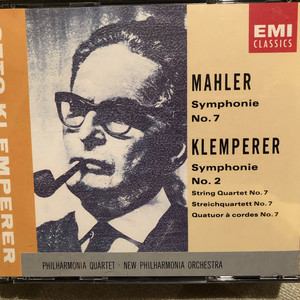 OTTO KLEMPERER
EMI
CLASSICS
MAHLER
Symphonie
No. 7
KLEMPERER
Symphonie
No. 2
String Quartet No. 7
Streichquartett No. 7
Quatuor à cordes No. 7
PHILHARMONIA QUARTET · NEW PHILHARMONIA ORCHESTRA